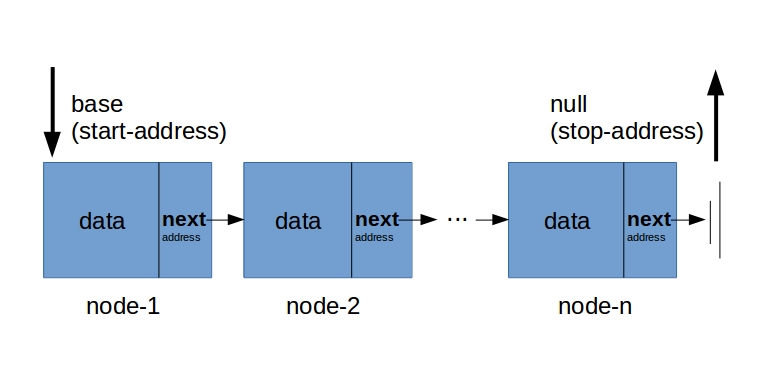 base
(start-address)
null
(stop-address)
data
next
address
data
next
address
...
data
next
address
node-1
node-2
node-n